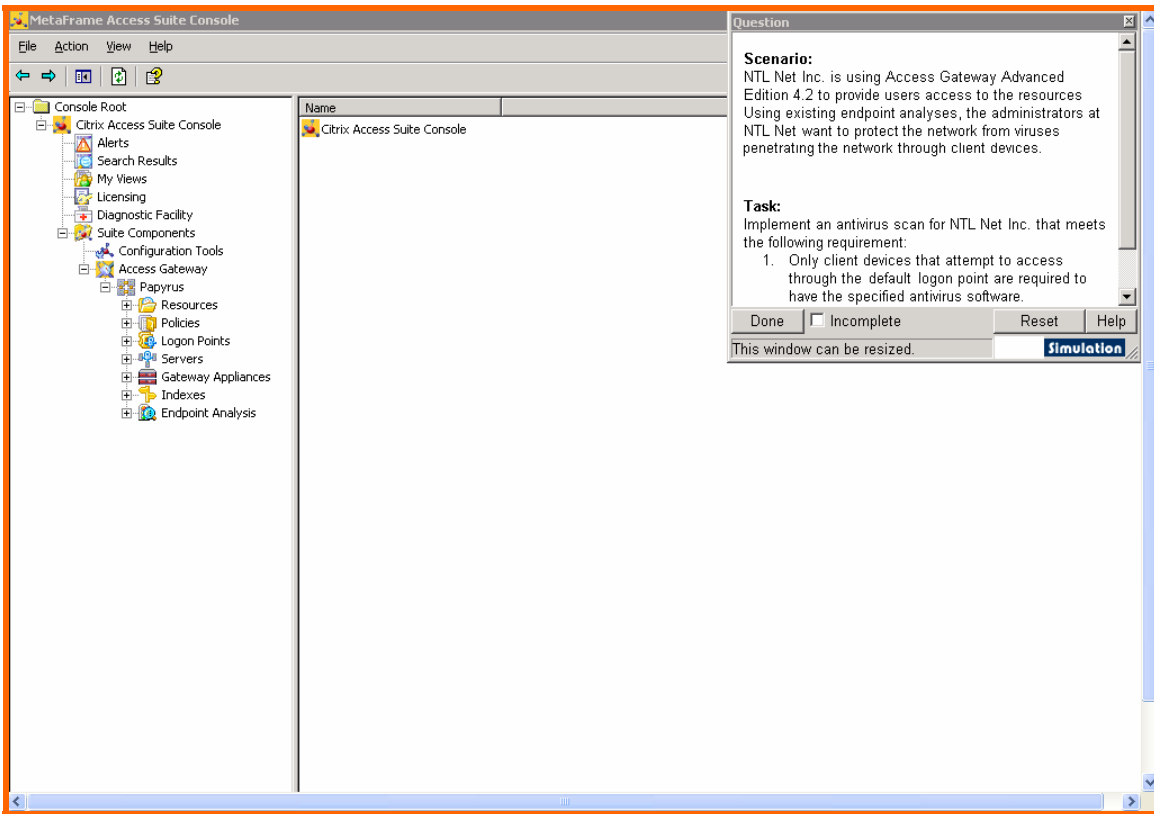 MetaFrame Access Suite Console
File Action View Help
Console Root
Citrix Access Suite Console
Alerts
Search Results
My Views
Licensing
Diagnostic Facility
Suite Components
Configuration Tools
Access Gateway
Papyrus
Resources
Policies
Logon Points
Servers
Gateway Appliances
Indexes
Endpoint Analysis
Name
Citrix Access Suite Console
Question
Scenario:
NTL Net Inc. is using Access Gateway Advanced
Edition 4.2 to provide users access to the resources
Using existing endpoint analyses, the administrators at
NTL Net want to protect the network from viruses
penetrating the network through client devices.
Task:
Implement an antivirus scan for NTL Net Inc. that meets
the following requirement:
1. Only client devices that attempt to access
through the default logon point are required to
have the specified antivirus software.
Done Incomplete Reset Help
This window can be resized. Simulation